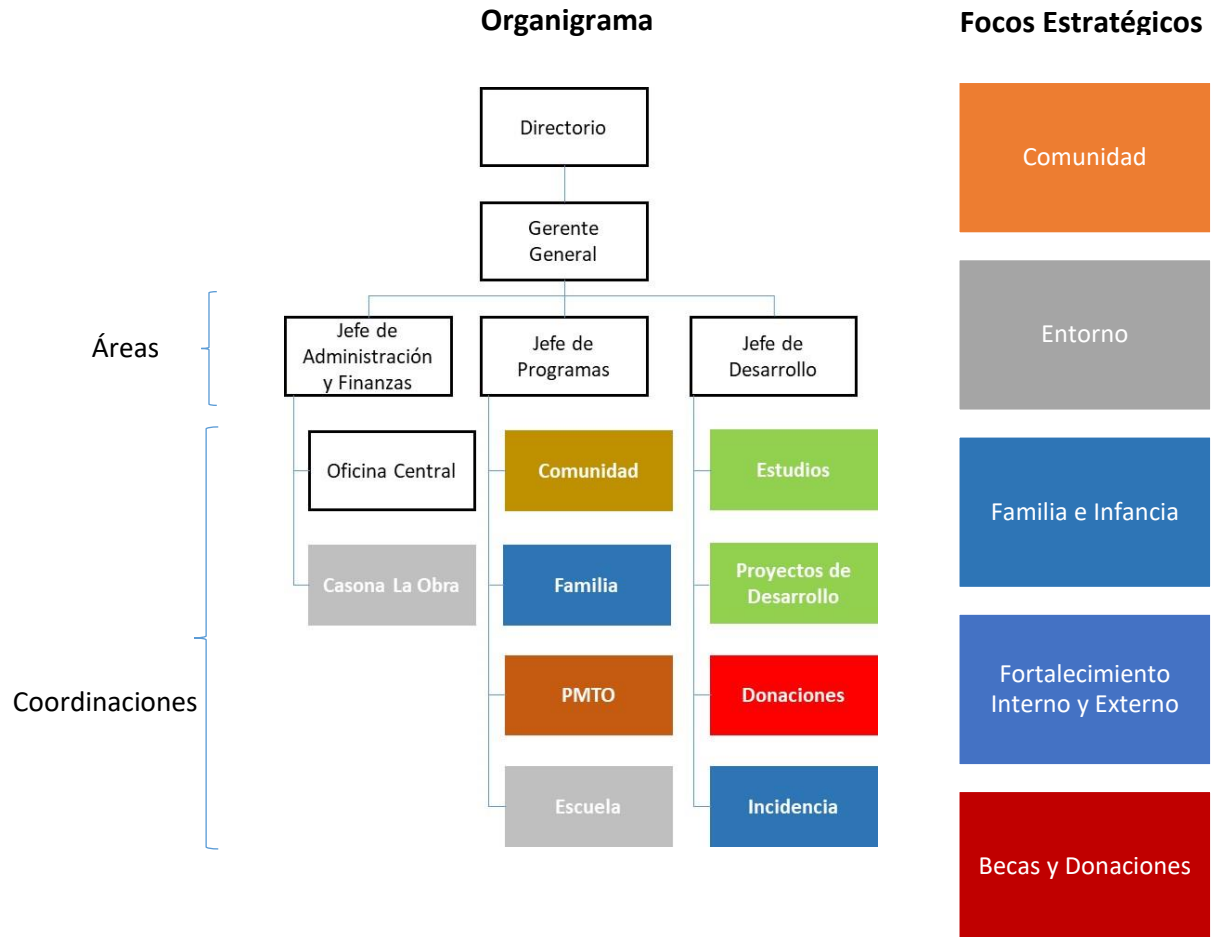 Organigrama
Focos Estratégicos
Directorio
Gerente
General
Áreas
Jefe de
Administración
y Finanzas
Jefe de
Programas
Jefe de
Desarrollo
Coordinaciones
Oficina Central
Casona La Obra
Comunidad
Familia
PMTO
Escuela
Estudios
Proyectos de
Desarrollo
Donaciones
Incidencia
Comunidad
Entorno
Familia e Infancia
Fortalecimiento
Interno y Externo
Becas y Donaciones